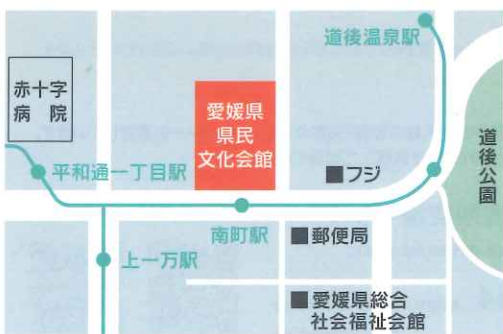 道後温泉駅
赤十字
病院
愛媛県
県民
文化会館
道後公園
平和通一丁目駅
■フジ
南町駅
■郵便局
上一万駅
■愛媛県総合
社会福祉会館